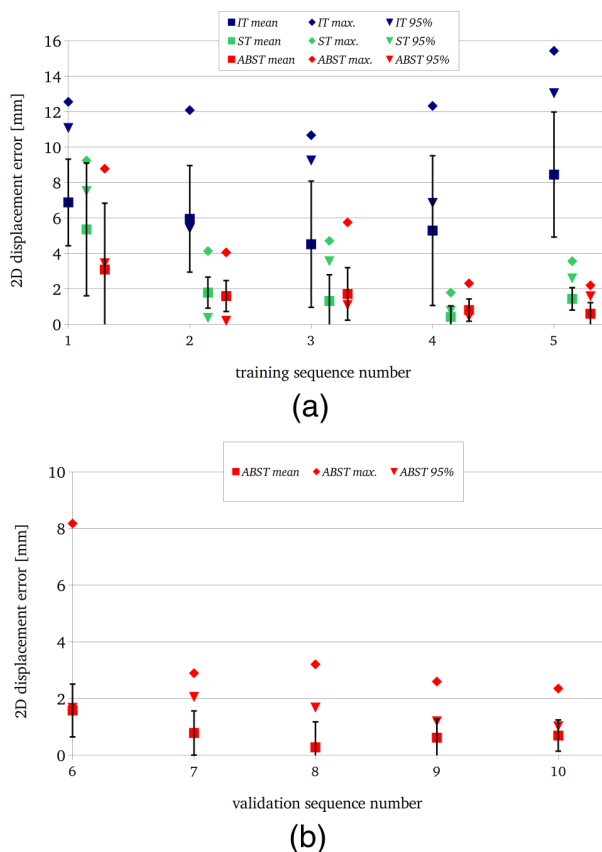 IT mean IT max. IT 95%
ST mean ST max. ST 95%
ABST mean ABST max. ABST 95%
16
14
12
10
8
6
4
2
0
2D displacement error [mm]
1 2 3 4 5
training sequence number
(a)
ABST mean ABST max. ABST 95%
10
8
6
4
2
0
2D displacement error [mm]
6 7 8 9 10
validation sequence number
(b)